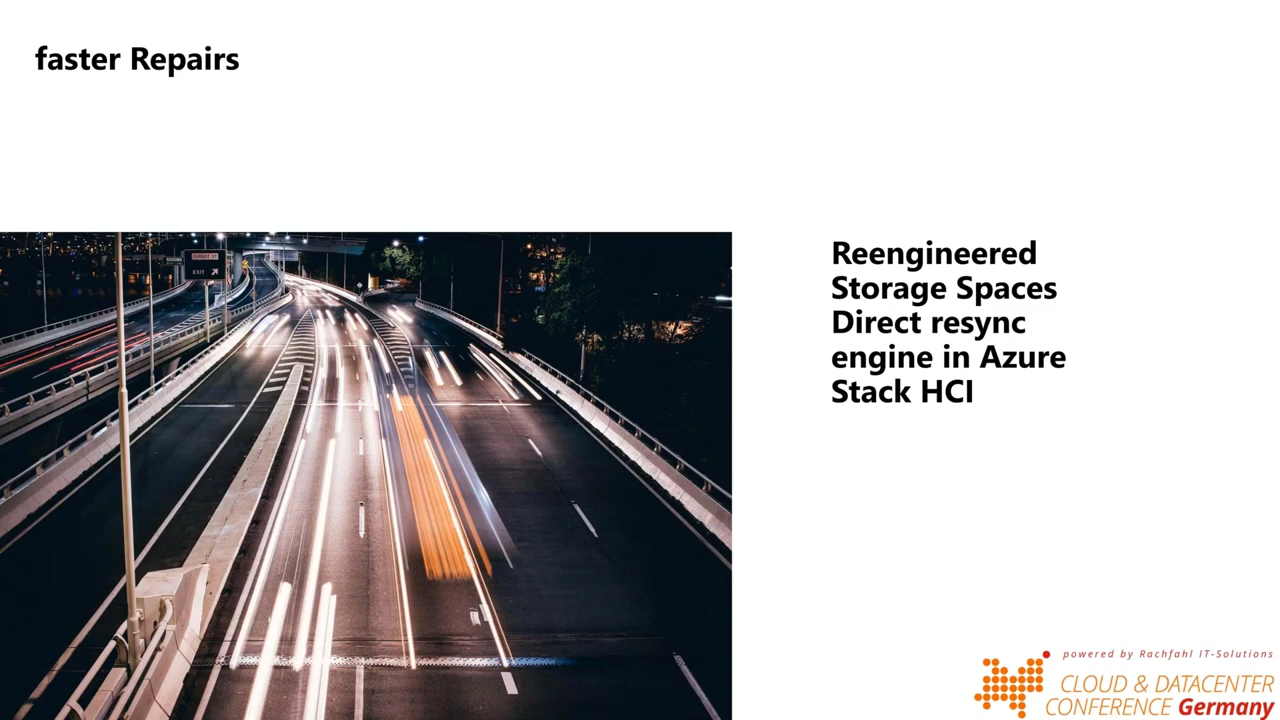 faster Repairs
Reengineered
Storage Spaces
Direct resync
engine in Azure
Stack HCI
EXIT
powered by Rachfahl IT-Solutions
CLOUD & DATACENTER
CONFERENCE Germany